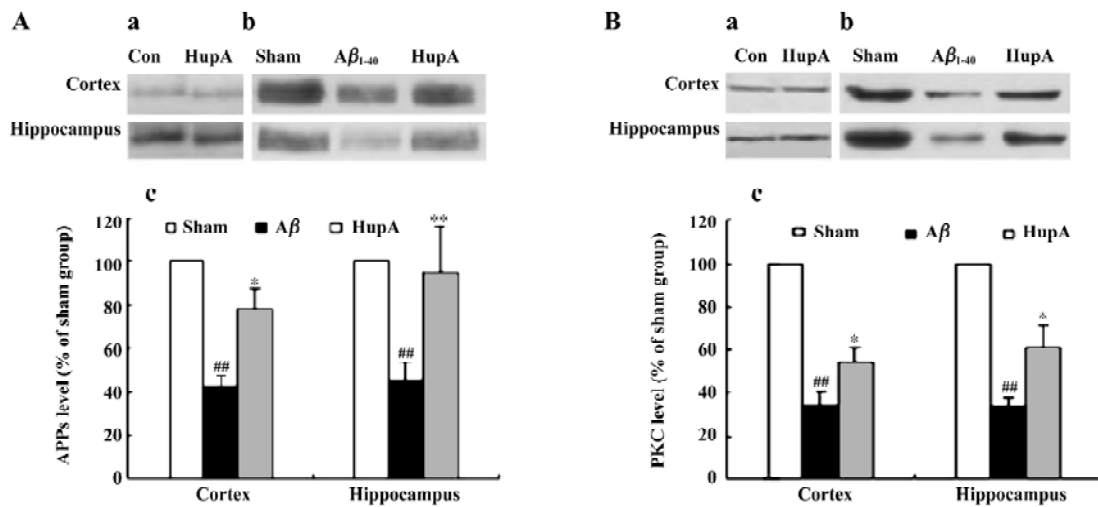 A
a b
Con HupA Sham Aβ1-40 HupA
Cortex
Hippocampus
c
Sham Aβ HupA
APPs level (% of sham group)
120
100
80
60
40
20
0
## * ## **
Cortex Hippocampus
B
a b
Con IIupA Sham Aβ1-40 IIupA
Cortex
Hippocampus
c
Sham Aβ HupA
PKC level (% of sham group)
120
100
80
60
40
20
0
## * ## *
Cortex Hippocampus